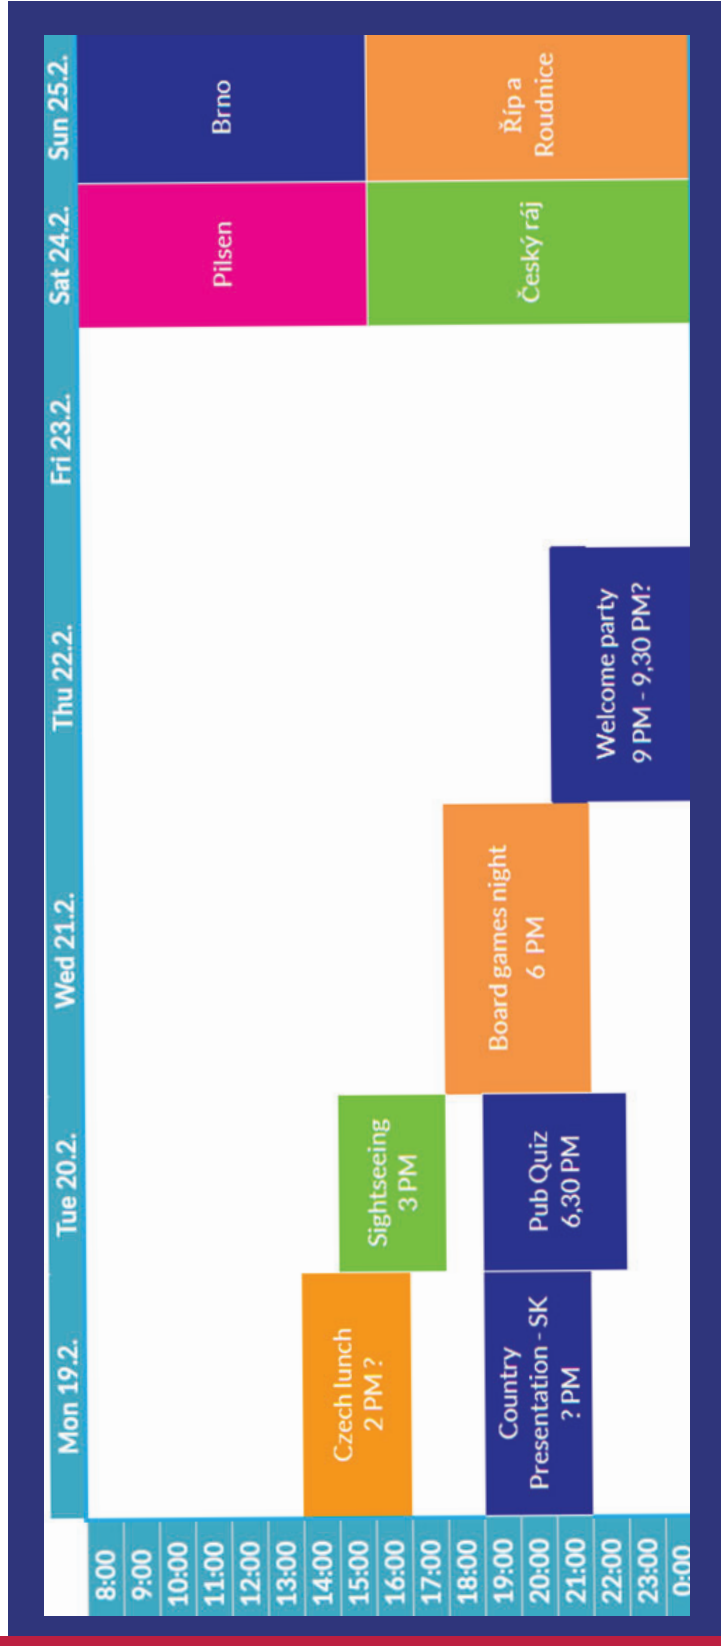 Mon 19.2.
Tue 20.2.
Wed 21.2.
Thu 22.2.
Fri 23.2.
Sat 24.2.
Sun 25.2.
8:00
9:00
10:00
11:00
12:00
13:00
14:00
15:00
16:00
17:00
18:00
19:00
20:00
21:00
22:00
23:00
0:00
Czech lunch
2 PM ?
Country
Presentation - SK
? PM
Sightseeing
3 PM
Pub Quiz
6,30 PM
Board games night
6 PM
Welcome party
9 PM - 9,30 PM?
Pilsen
Český ráj
Brno
Říp a
Roudnice